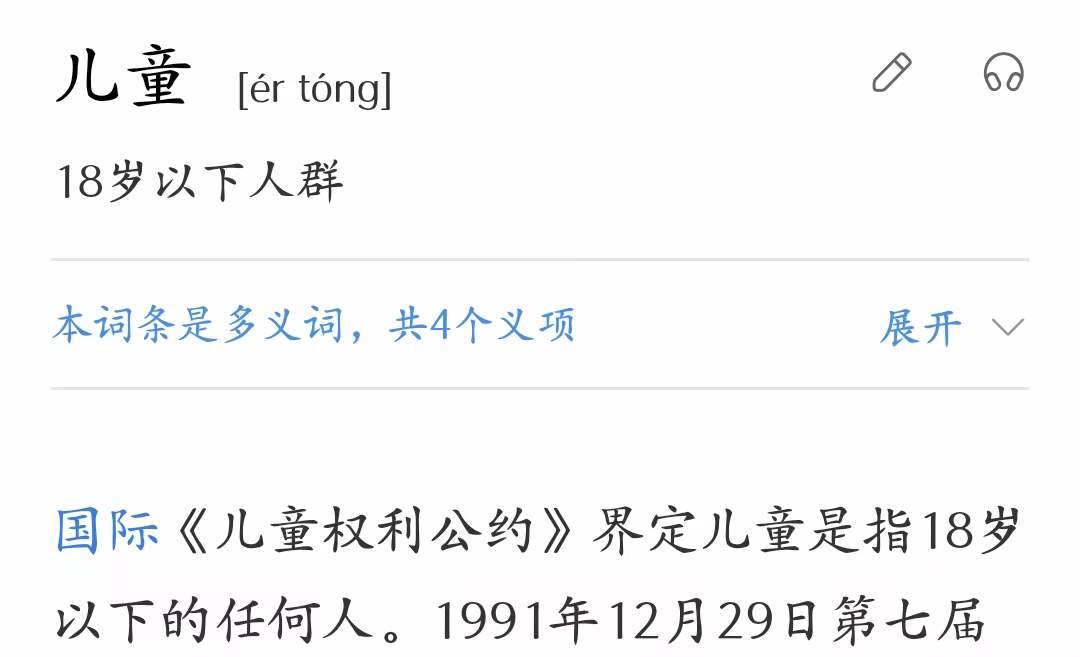 儿童 [ér tóng]
18岁以下人群
本词条是多义词，共4个义项 展开
国际《儿童权利公约》界定儿童是指18岁
以下的任何人。1991年12月29日第七届